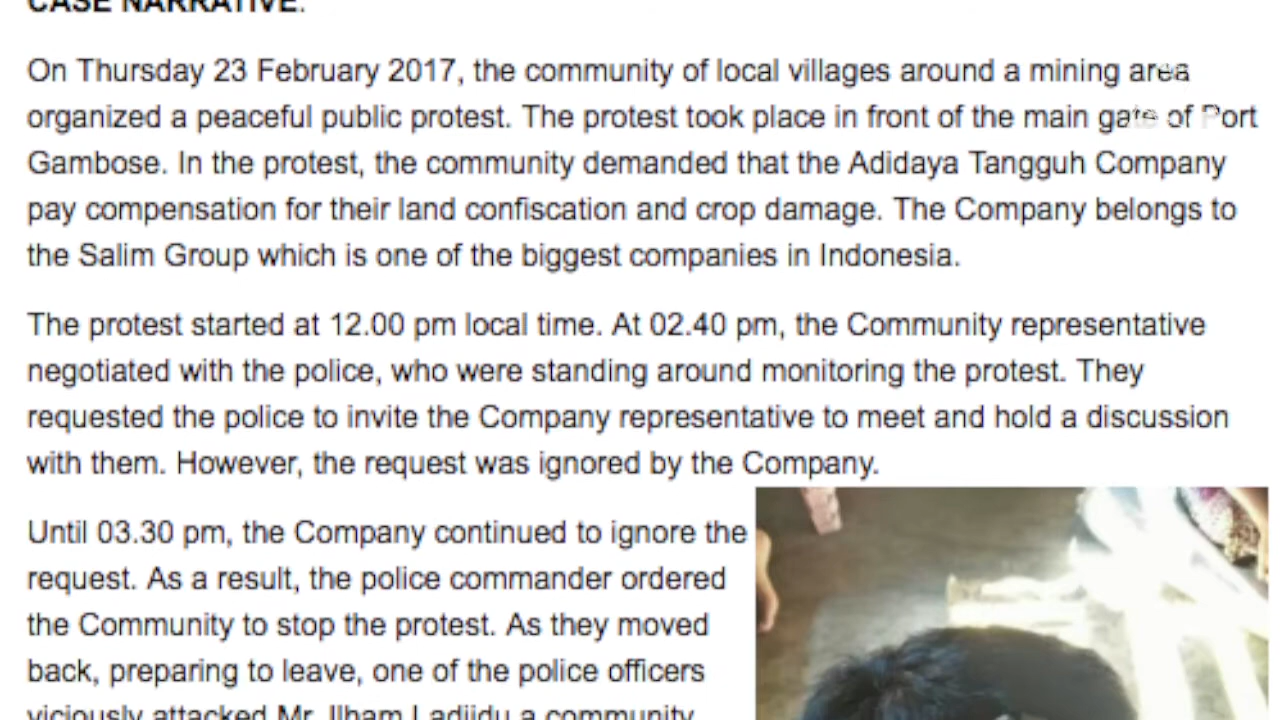 CASE NARRATIVE:
On Thursday 23 February 2017, the community of local villages around a mining area
organized a peaceful public protest. The protest took place in front of the main gate of Port
Gambose. In the protest, the community demanded that the Adidaya Tangguh Company
pay compensation for their land confiscation and crop damage. The Company belongs to
the Salim Group which is one of the biggest companies in Indonesia.
The protest started at 12.00 pm local time. At 02.40 pm, the Community representative
negotiated with the police, who were standing around monitoring the protest. They
requested the police to invite the Company representative to meet and hold a discussion
with them. However, the request was ignored by the Company.
Until 03.30 pm, the Company continued to ignore the
request. As a result, the police commander ordered
the Community to stop the protest. As they moved
back, preparing to leave, one of the police officers
viciously attacked Mr. Ilham Ladjidu a community